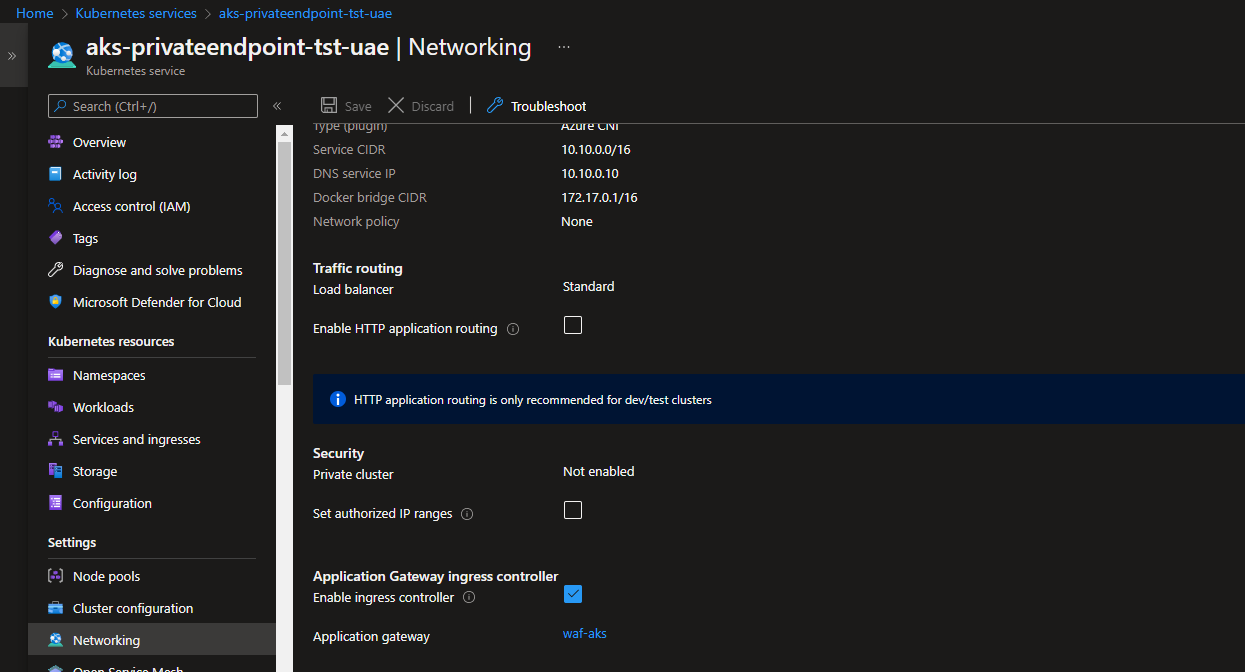 Home > Kubernetes services > aks-privateendpoint-tst-uae
»
aks-privateendpoint-tst-uae | Networking ...
Kubernetes service
Search (Ctrl+/)
«
Overview
Activity log
Access control (IAM)
Tags
Diagnose and solve problems
Microsoft Defender for Cloud
Kubernetes resources
Namespaces
Workloads
Services and ingresses
Storage
Configuration
Settings
Node pools
Cluster configuration
Networking
Open Service Mesh
Save Discard | Troubleshoot
Type (plugin) Azure CNI
Service CIDR 10.10.0.0/16
DNS service IP 10.10.0.10
Docker bridge CIDR 172.17.0.1/16
Network policy None
Traffic routing
Load balancer Standard
Enable HTTP application routing
HTTP application routing is only recommended for dev/test clusters
Security
Private cluster Not enabled
Set authorized IP ranges
Application Gateway ingress controller
Enable ingress controller
Application gateway waf-aks